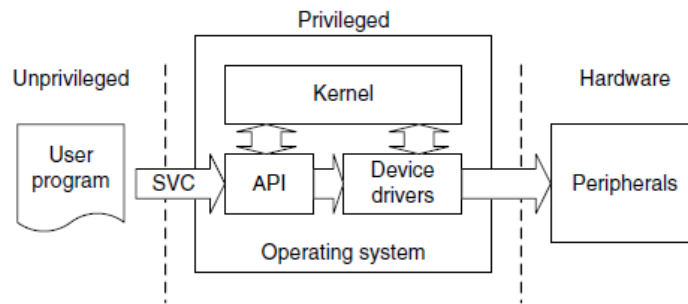 Privileged
Unprivileged
Hardware
Kernel
User
program
SVC
API
Device
drivers
Peripherals
Operating system